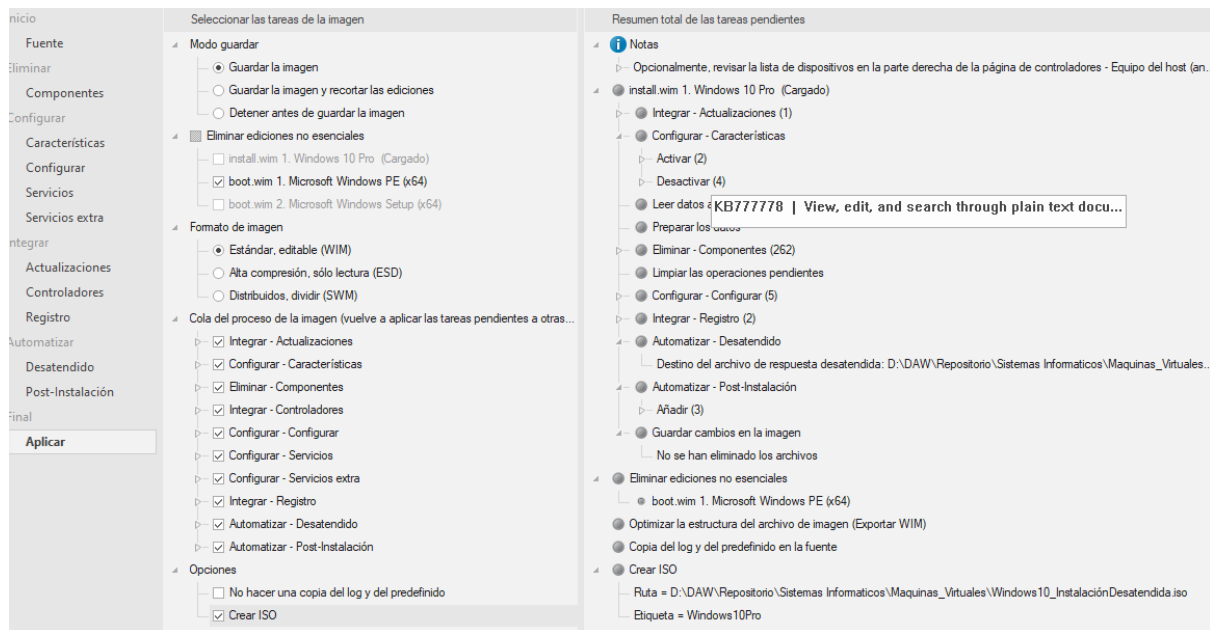 nicio
Fuente
Eliminar
Componentes
Configurar
Características
Configurar
Servicios
Servicios extra
ntegrar
Actualizaciones
Controladores
Registro
Automatizar
Desatendido
Post-Instalación
Final
Aplicar
Seleccionar las tareas de la imagen
Modo guardar
Guardar la imagen
Guardar la imagen y recortar las ediciones
Detener antes de guardar la imagen
Eliminar ediciones no esenciales
install.wim 1. Windows 10 Pro (Cargado)
boot.wim 1. Microsoft Windows PE (x64)
boot.wim 2. Microsoft Windows Setup (x64)
Formato de imagen
Estándar, editable (WIM)
Alta compresión, sólo lectura (ESD)
Distribuidos, dividir (SWM)
Cola del proceso de la imagen (vuelve a aplicar las tareas pendientes a otras...
Integrar - Actualizaciones
Configurar - Características
Eliminar - Componentes
Integrar - Controladores
Configurar - Configurar
Configurar - Servicios
Configurar - Servicios extra
Integrar - Registro
Automatizar - Desatendido
Automatizar - Post-Instalación
Opciones
No hacer una copia del log y del predefinido
Crear ISO
Resumen total de las tareas pendientes
Notas
Opcionalmente, revisar la lista de dispositivos en la parte derecha de la página de controladores - Equipo del host (an..
install.wim 1. Windows 10 Pro (Cargado)
Integrar - Actualizaciones (1)
Configurar - Características
Activar (2)
Desactivar (4)
Leer datos a
KB777778 | View, edit, and search through plain text docu...
Preparar los datos
Eliminar - Componentes (262)
Limpiar las operaciones pendientes
Configurar - Configurar (5)
Integrar - Registro (2)
Automatizar - Desatendido
Destino del archivo de respuesta desatendida: D:\DAW\Repositorio\Sistemas Informaticos\Maquinas_Virtuales...
Automatizar - Post-Instalación
Añadir (3)
Guardar cambios en la imagen
No se han eliminado los archivos
Eliminar ediciones no esenciales
boot.wim 1. Microsoft Windows PE (x64)
Optimizar la estructura del archivo de imagen (Exportar WIM)
Copia del log y del predefinido en la fuente
Crear ISO
Ruta = D:\DAW\Repositorio\Sistemas Informaticos\Maquinas_Virtuales\Windows10_InstalaciónDesatendida.iso
Etiqueta = Windows10Pro